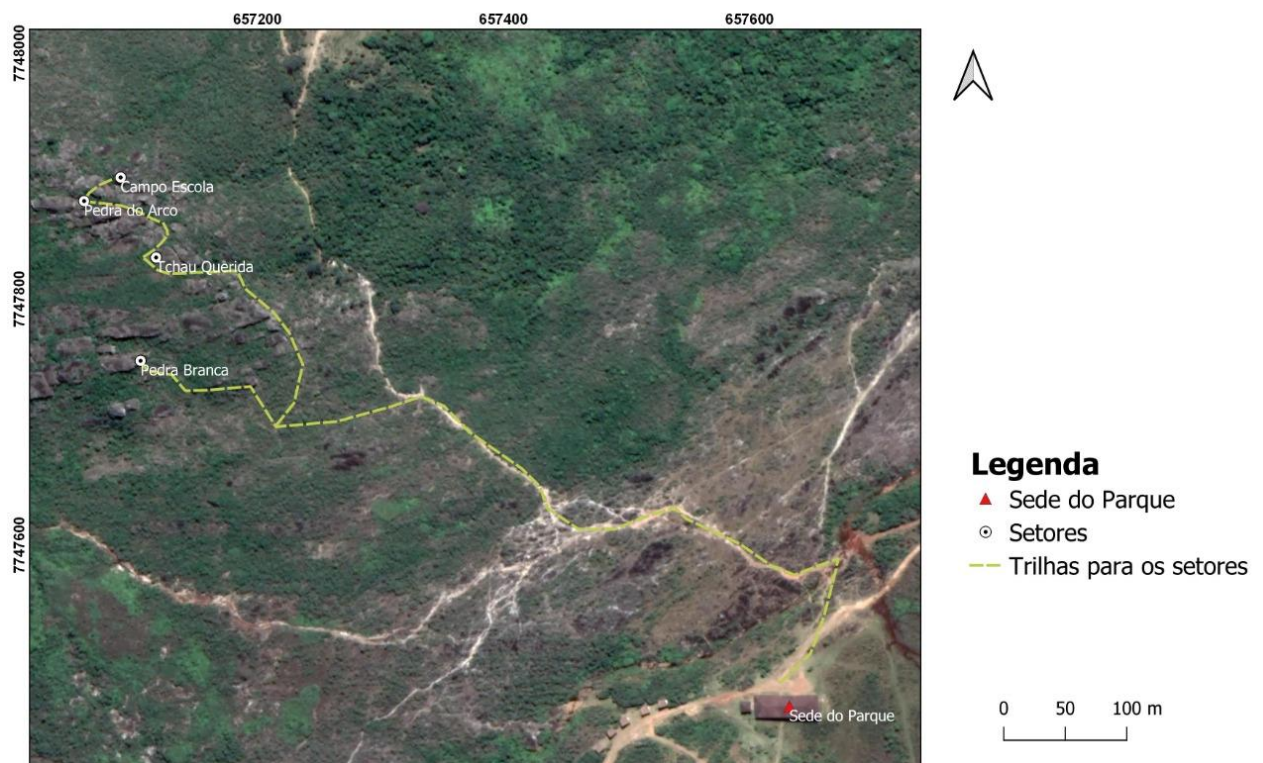 657200
657400
657600
7748000
7747800
7747600
Campo Escola
Pedra do Arco
Tchau Querida
Pedra Branca
Sede do Parque
Legenda
Sede do Parque
Setores
Trilhas para os setores
0 50 100 m